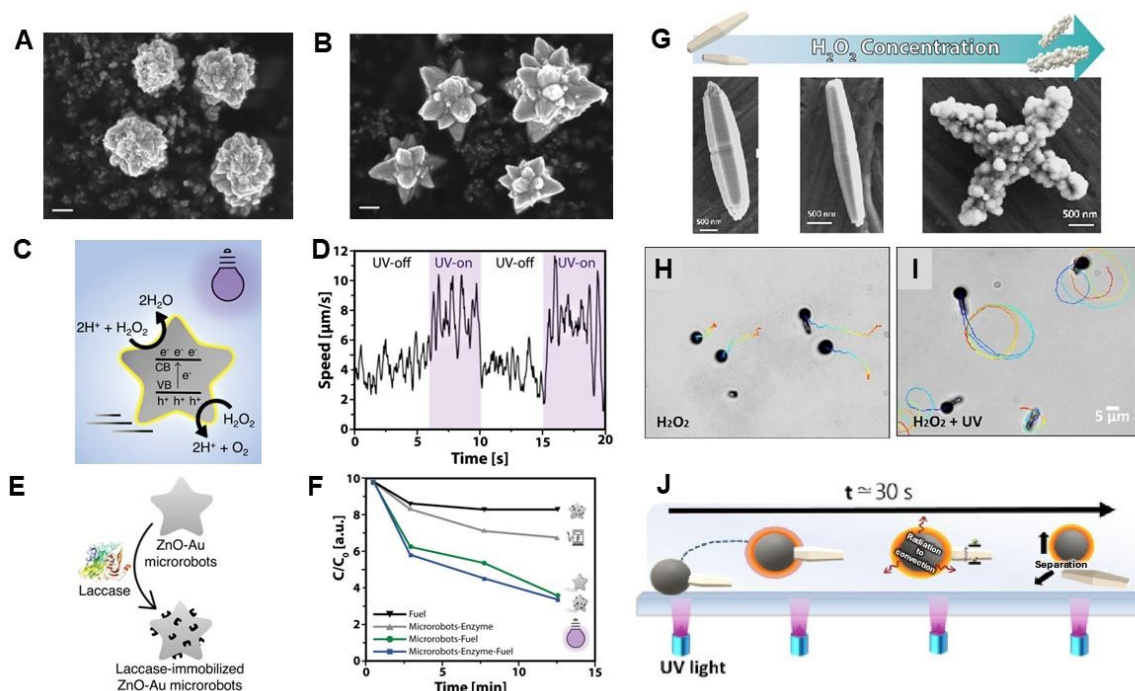 A
B
C
2H₂O
2H⁺ + H₂O₂
e⁻ e⁻ e⁻
CB
e⁻
VB
h⁺ h⁺ h⁺
H₂O₂
2H⁺ + O₂
D
Speed [µm/s]
12
10
8
6
4
2
0
UV-off
UV-on
UV-off
UV-on
0
5
10
15
20
Time [s]
E
ZnO-Au
microrobots
Laccase
Laccase-immobilized
ZnO-Au microrobots
F
C/C₀ [a.u.]
10
8
6
4
2
0
Fuel
Microrobots-Enzyme
Microrobots-Fuel
Microrobots-Enzyme-Fuel
0
5
10
15
Time [min]
G
H₂O₂ Concentration
500 nm
500 nm
500 nm
H
H₂O₂
I
H₂O₂ + UV
5 µm
J
t ≃ 30 s
Radiation
to
convection
Separation
UV light